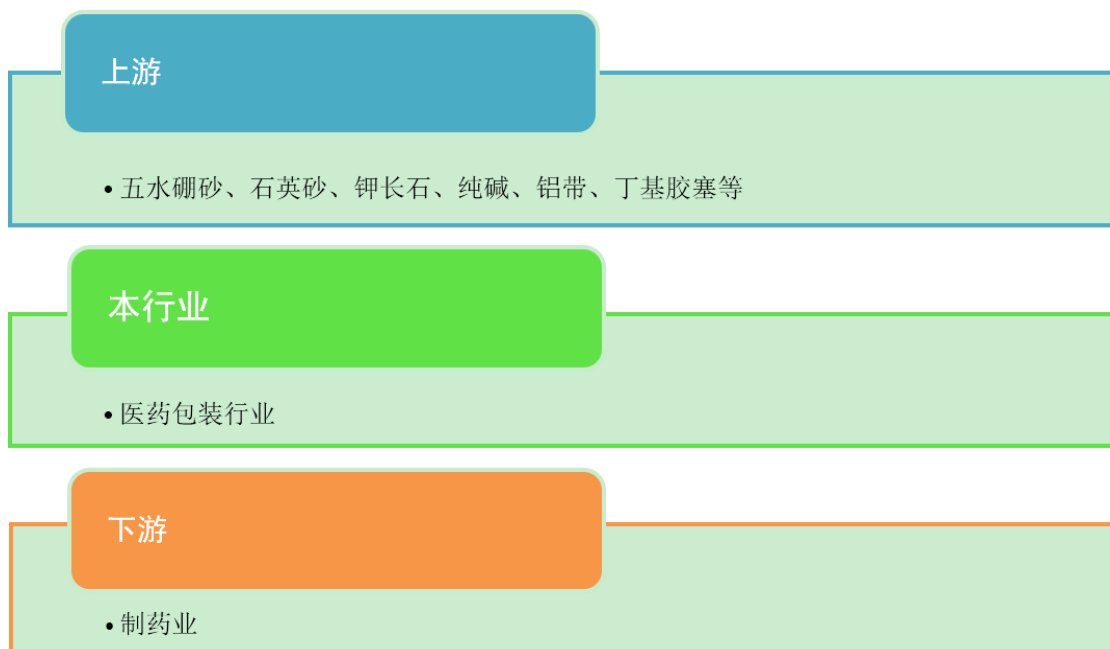 上游
• 五水硼砂、石英砂、钾长石、纯碱、铝带、丁基胶塞等
本行业
• 医药包装行业
下游
• 制药业